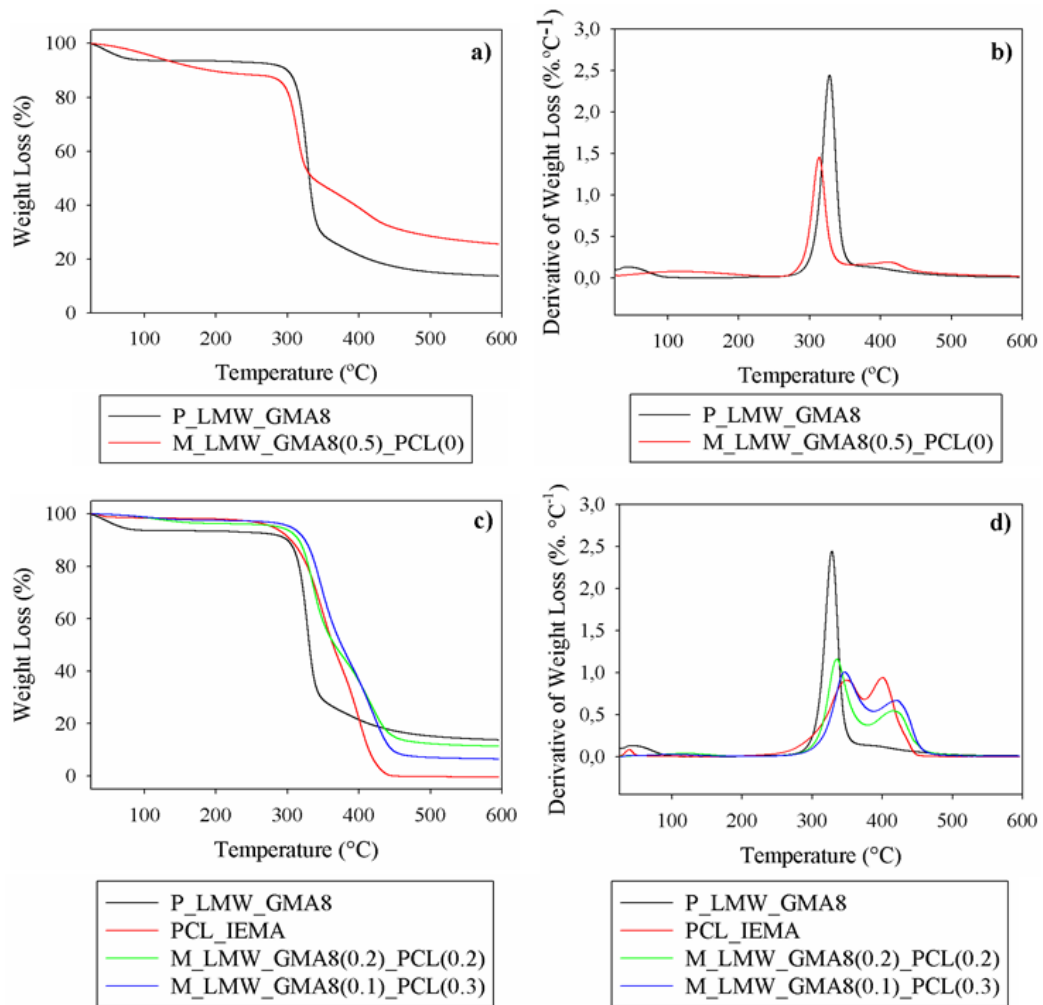 a)
Weight Loss (%)
100
80
60
40
20
0
100 200 300 400 500 600
Temperature (ºC)
P_LMW_GMA8
M_LMW_GMA8(0.5)_PCL(0)
b)
Derivative of Weight Loss (%.ºC⁻¹)
3,0
2,5
2,0
1,5
1,0
0,5
0,0
100 200 300 400 500 600
Temperature (ºC)
P_LMW_GMA8
M_LMW_GMA8(0.5)_PCL(0)
c)
Weight Loss (%)
100
80
60
40
20
0
100 200 300 400 500 600
Temperature (°C)
P_LMW_GMA8
PCL_IEMA
M_LMW_GMA8(0.2)_PCL(0.2)
M_LMW_GMA8(0.1)_PCL(0.3)
d)
Derivative of Weight Loss (%. °C⁻¹)
3,0
2,5
2,0
1,5
1,0
0,5
0,0
100 200 300 400 500 600
Temperature (°C)
P_LMW_GMA8
PCL_IEMA
M_LMW_GMA8(0.2)_PCL(0.2)
M_LMW_GMA8(0.1)_PCL(0.3)